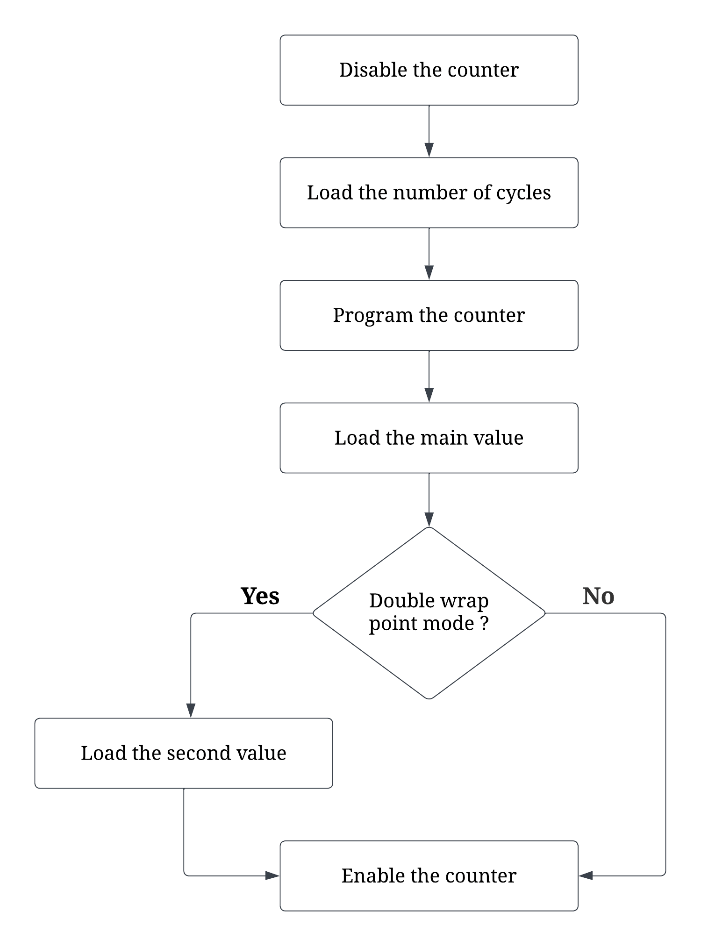 Disable the counter
Load the number of cycles
Program the counter
Load the main value
Double wrap
point mode ?
Yes
No
Load the second value
Enable the counter